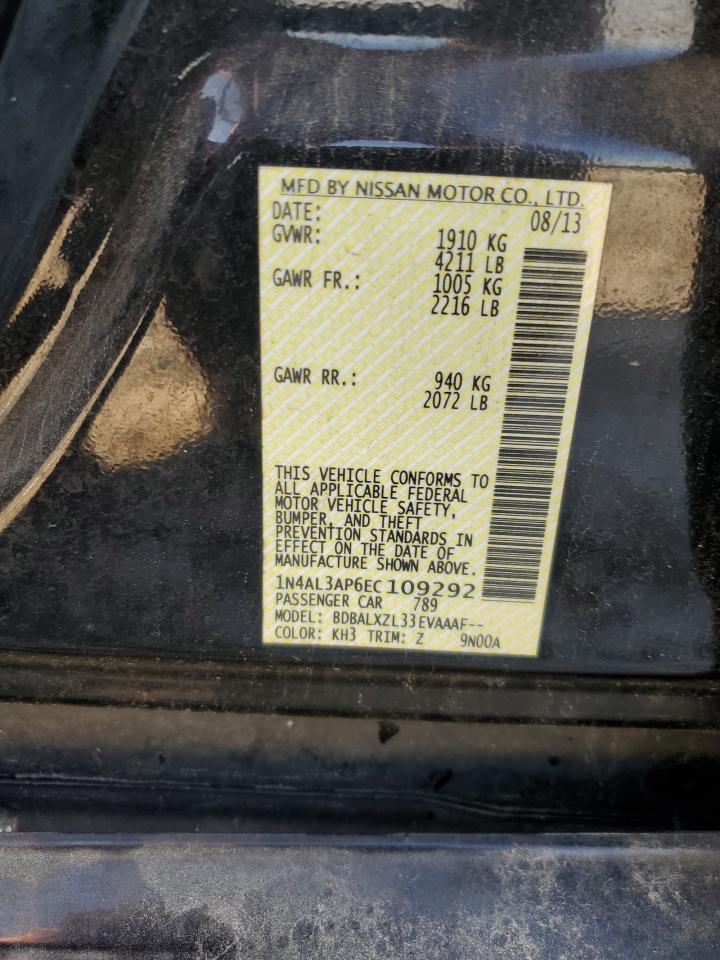 MFD BY NISSAN MOTOR CO., LTD.
DATE: 08/13
GVWR: 1910 KG
4211 LB
GAWR FR.: 1005 KG
2216 LB
GAWR RR.: 940 KG
2072 LB
THIS VEHICLE CONFORMS TO
ALL APPLICABLE FEDERAL
MOTOR VEHICLE SAFETY,
BUMPER, AND THEFT
PREVENTION STANDARDS IN
EFFECT ON THE DATE OF
MANUFACTURE SHOWN ABOVE.
1N4AL3AP6EC109292
PASSENGER CAR 789
MODEL: BDBALXZL33EVAAAF--
COLOR: KH3 TRIM: Z 9N00A